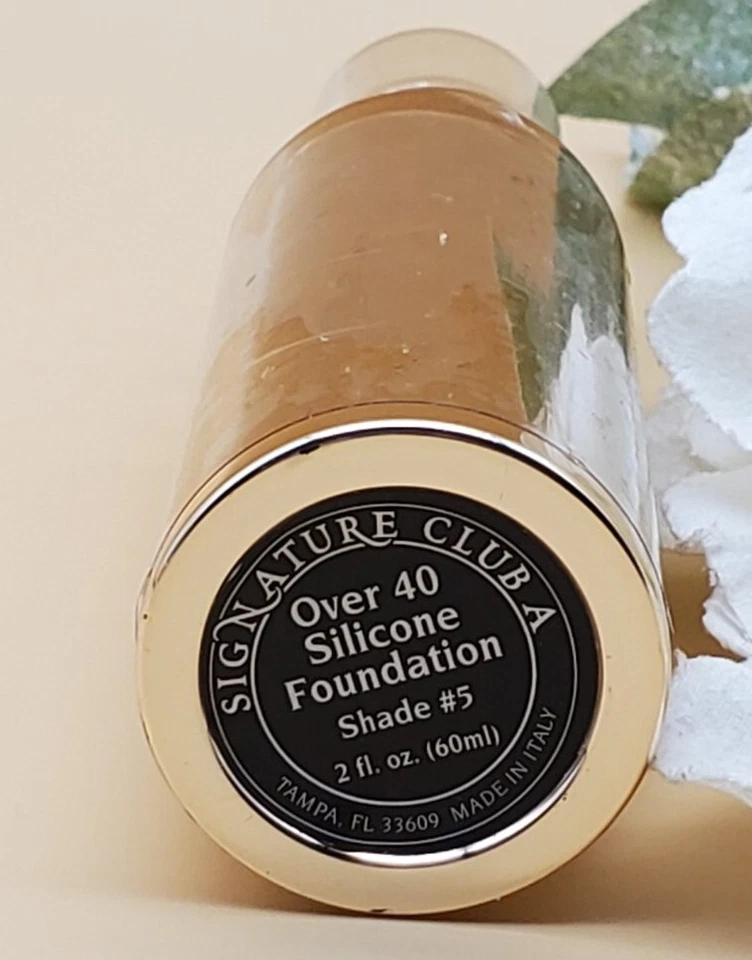 SIGNATURE CLUB A
Over 40
Silicone
Foundation
Shade #5
2 fl. oz. (60ml)
TAMPA, FL 33609 MADE IN ITALY